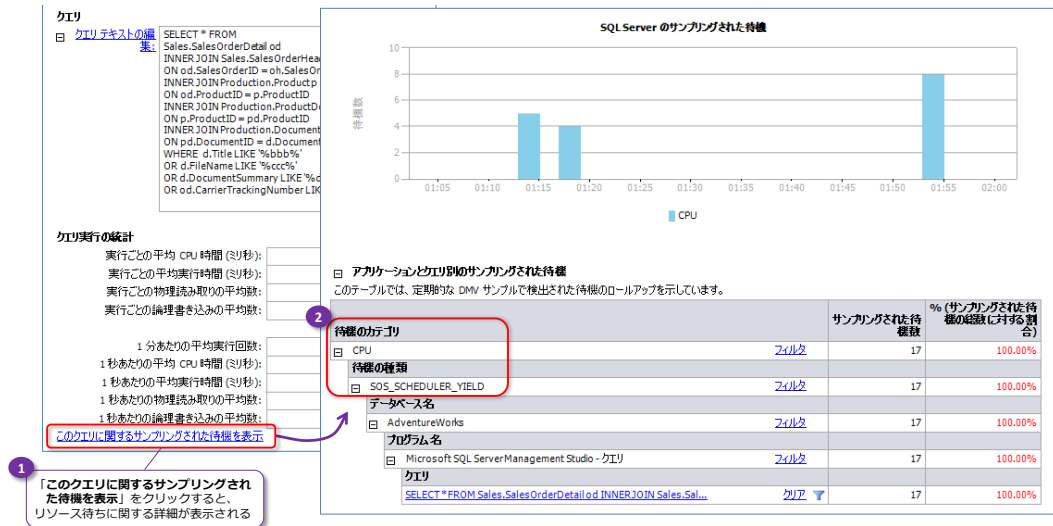 クエリ
クエリ テキストの編集:
SELECT * FROM
Sales.SalesOrderDetail od
INNER JOIN Sales.SalesOrderHea
ON od.SalesOrderID = oh.SalesOr
INNER JOIN Production.Product p
ON od.ProductID = p.ProductID
INNER JOIN Production.ProductDo
ON p.ProductID = pd.ProductID
INNER JOIN Production.Document
ON pd.DocumentID = d.Document
WHERE d.Title LIKE '%bbb%'
OR d.FileName LIKE '%ccc%'
OR d.DocumentSummary LIKE '%c
OR od.CarrierTrackingNumber LIK
クエリ実行の統計
実行ごとの平均 CPU 時間 (ミリ秒):
実行ごとの平均実行時間 (ミリ秒):
実行ごとの物理読み取りの平均数:
実行ごとの論理書き込みの平均数:
1 分あたりの平均実行回数:
1 秒あたりの平均 CPU 時間 (ミリ秒):
1 秒あたりの平均実行時間 (ミリ秒):
1 秒あたりの物理読み取りの平均数:
1 秒あたりの論理書き込みの平均数:
このクエリに関するサンプリングされた待機を表示
1
「このクエリに関するサンプリングされ
た待機を表示」をクリックすると、
リソース待ちに関する詳細が表示される
SQL Server のサンプリングされた待機
待機数
10
8
6
4
2
0
01:05 01:10 01:15 01:20 01:25 01:30 01:35 01:40 01:45 01:50 01:55 02:00
CPU
アプリケーションとクエリ別のサンプリングされた待機
このテーブルでは、定期的な DMV サンプルで検出された待機のロールアップを示しています。
2
待機のカテゴリ サンプリングされた待機数 % (サンプリングされた待機の総数に対する割合)
CPU フィルタ 17 100.00%
待機の種類
SOS_SCHEDULER_YIELD フィルタ 17 100.00%
データベース名
AdventureWorks フィルタ 17 100.00%
プログラム名
Microsoft SQL Server Management Studio - クエリ フィルタ 17 100.00%
クエリ
SELECT * FROM Sales.SalesOrderDetail od INNER JOIN Sales.Sal... クリア 17 100.00%